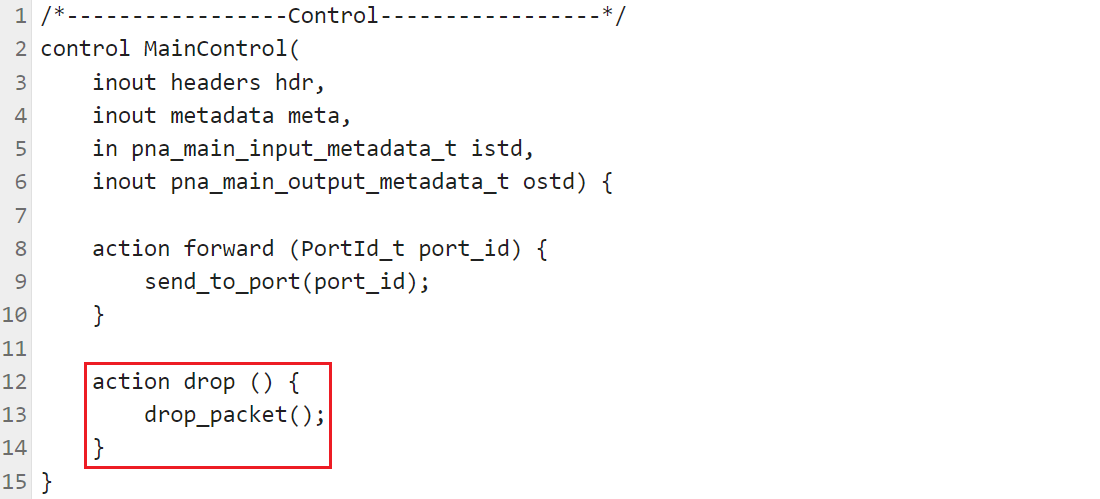 1 /*-----------------Control-----------------*/
2 control MainControl(
3     inout headers hdr,
4     inout metadata meta,
5     in pna_main_input_metadata_t istd,
6     inout pna_main_output_metadata_t ostd) {
7
8     action forward (PortId_t port_id) {
9         send_to_port(port_id);
10     }
11
12     action drop () {
13         drop_packet();
14     }
15 }